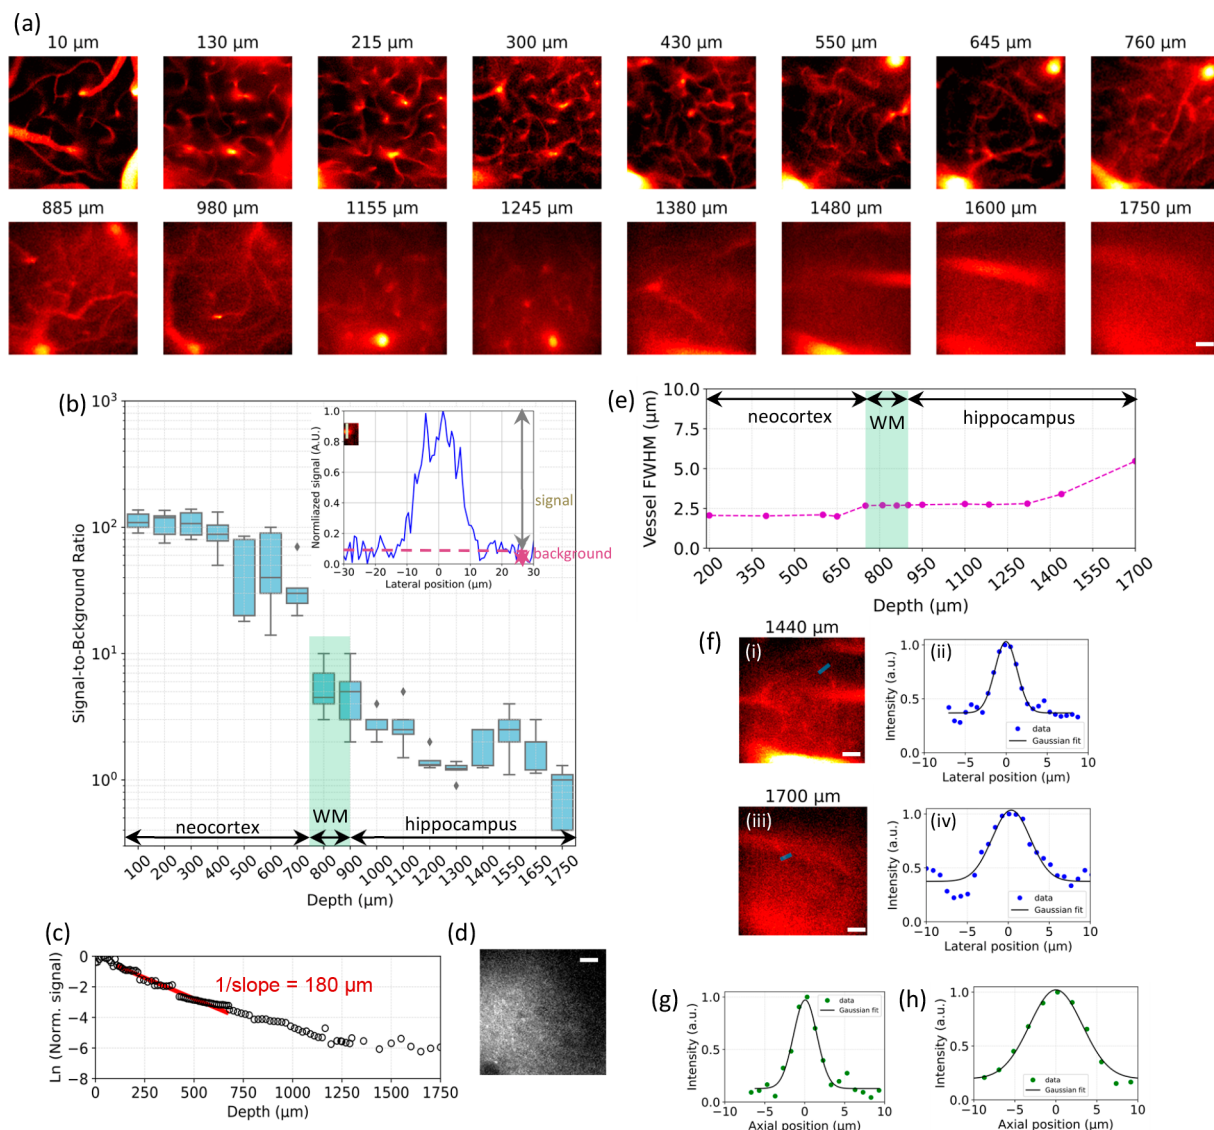 (a)
10 μm 130 μm 215 μm 300 μm 430 μm 550 μm 645 μm 760 μm
885 μm 980 μm 1155 μm 1245 μm 1380 μm 1480 μm 1600 μm 1750 μm
(b)
Signal-to-Bckground Ratio
10³
10²
10¹
10⁰
Normliazed signal (A.U.)
1.0
0.8
0.6
0.4
0.2
0.0
-30 -20 -10 0 10 20 30
Lateral position (μm)
signal
background
neocortex WM hippocampus
100 200 300 400 500 600 700 800 900 1000 1100 1200 1300 1400 1550 1650 1750
Depth (μm)
(c)
Ln (Norm. signal)
0
−2
−4
−6
−8
1/slope = 180 μm
0 250 500 750 1000 1250 1500 1750
Depth (μm)
(d)
(e)
Vessel FWHM (μm)
10.0
7.5
5.0
2.5
0.0
neocortex WM hippocampus
200 350 500 650 800 950 1100 1250 1400 1550 1700
Depth (μm)
(f)
1440 μm
(i)
(ii)
Intensity (a.u.)
1.0
0.5
0.0
data
Gaussian fit
−10 −5 0 5 10
Lateral position (μm)
1700 μm
(iii)
(iv)
Intensity (a.u.)
1.0
0.5
0.0
data
Gaussian fit
−10 −5 0 5 10
Lateral position (μm)
(g)
Intensity (a.u.)
1.0
0.5
0.0
data
Gaussian fit
−10 −5 0 5 10
Axial position (μm)
(h)
Intensity (a.u.)
1.0
0.5
0.0
data
Gaussian fit
−10 −5 0 5 10
Axial position (μm)